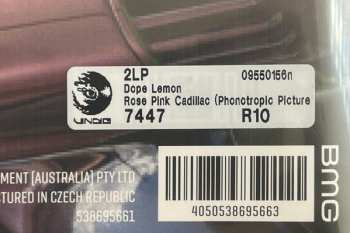 2LP 09550156n
Dope Lemon
Rose Pink Cadillac (Phonotropic Picture
UNDG
7447 R10
MENT [AUSTRALIA] PTY LTD
TURED IN CZECH REPUBLIC
538695661
4050538695663
BMG